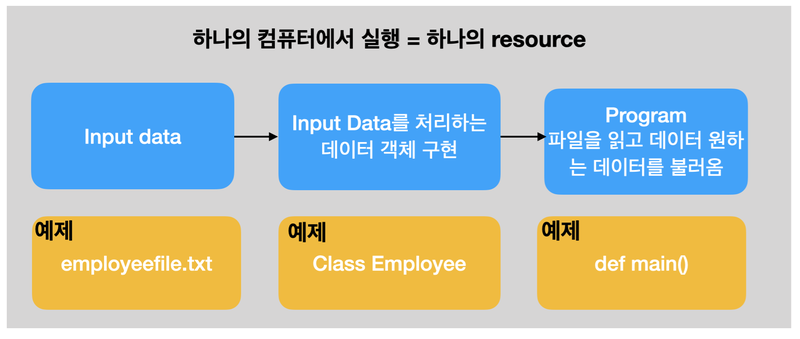 하나의 컴퓨터에서 실행 = 하나의 resource
Input data
Input Data를 처리하는
데이터 객체 구현
Program
파일을 읽고 데이터 원하
는 데이터를 불러옴
예제
employeefile.txt
예제
Class Employee
예제
def main()